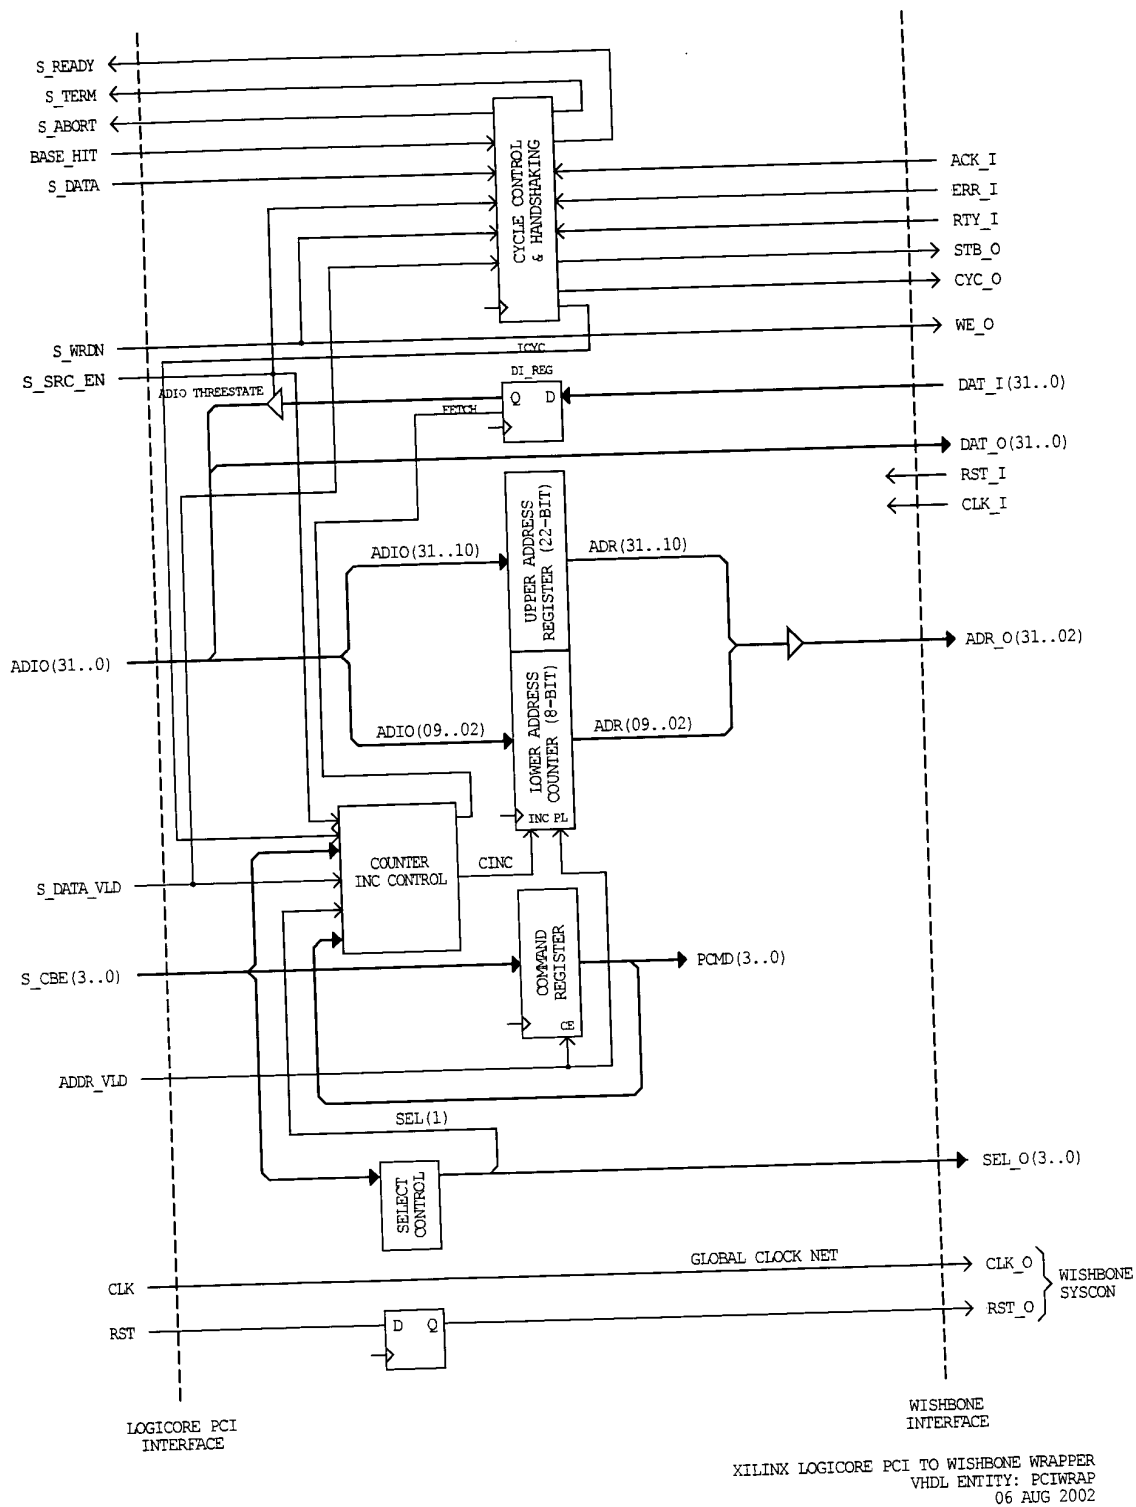 S_READY
S_TERM
S_ABORT
BASE_HIT
S_DATA
CYCLE CONTROL
& HANDSHAKING
ACK_I
ERR_I
RTY_I
STB_O
CYC_O
WE_O
S_WRDN
ICYC
S_SRC_EN
ADIO THREESTATE
DI_REG
Q D
FETCH
DAT_I(31..0)
DAT_O(31..0)
RST_I
CLK_I
ADIO(31..10)
UPPER ADDRESS
REGISTER (22-BIT)
ADR(31..10)
ADIO(31..0)
ADR_O(31..02)
ADIO(09..02)
LOWER ADDRESS
COUNTER (8-BIT)
ADR(09..02)
INC PL
COUNTER
INC CONTROL
CINC
S_DATA_VLD
S_CBE(3..0)
COMMAND
REGISTER
CE
PCMD(3..0)
ADDR_VLD
SEL(1)
SELECT
CONTROL
SEL_O(3..0)
GLOBAL CLOCK NET
CLK
CLK_O
RST
D Q
RST_O
WISHBONE
SYSCON
LOGICORE PCI
INTERFACE
WISHBONE
INTERFACE
XILINX LOGICORE PCI TO WISHBONE WRAPPER
VHDL ENTITY: PCIWRAP
06 AUG 2002